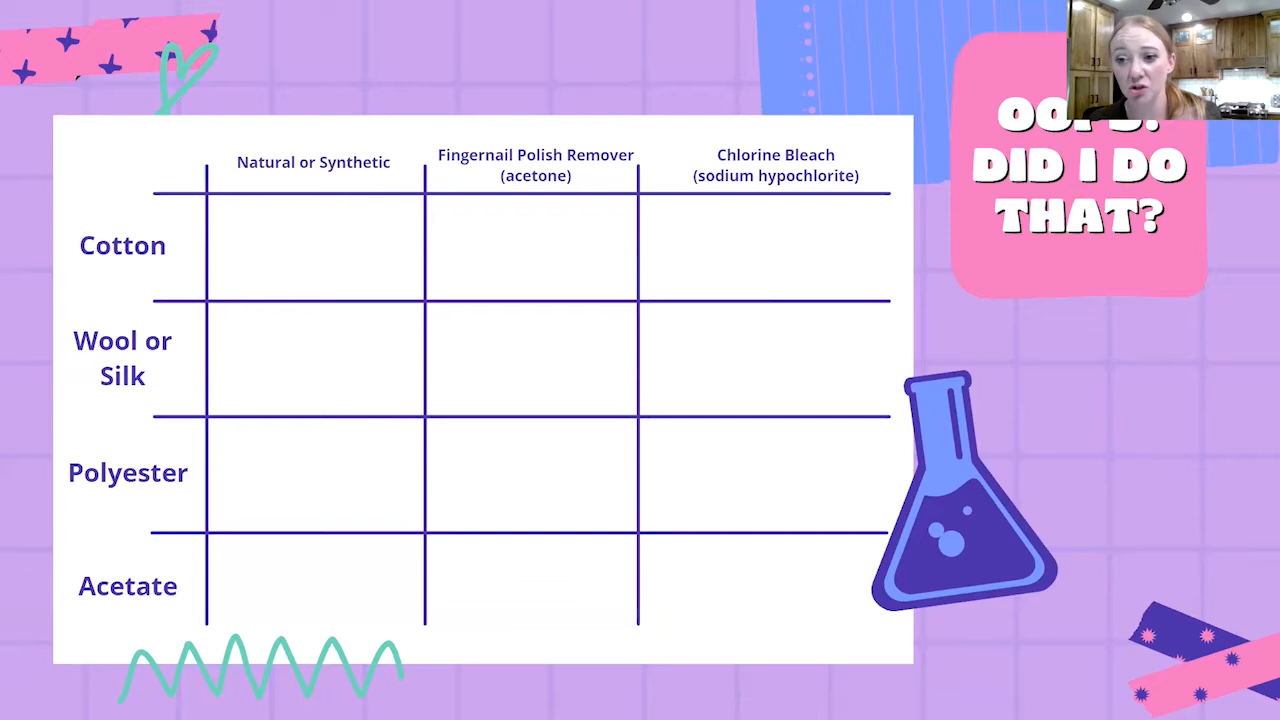 Natural or Synthetic
Fingernail Polish Remover
(acetone)
Chlorine Bleach
(sodium hypochlorite)
Cotton
Wool or
Silk
Polyester
Acetate
DID I DO
THAT?